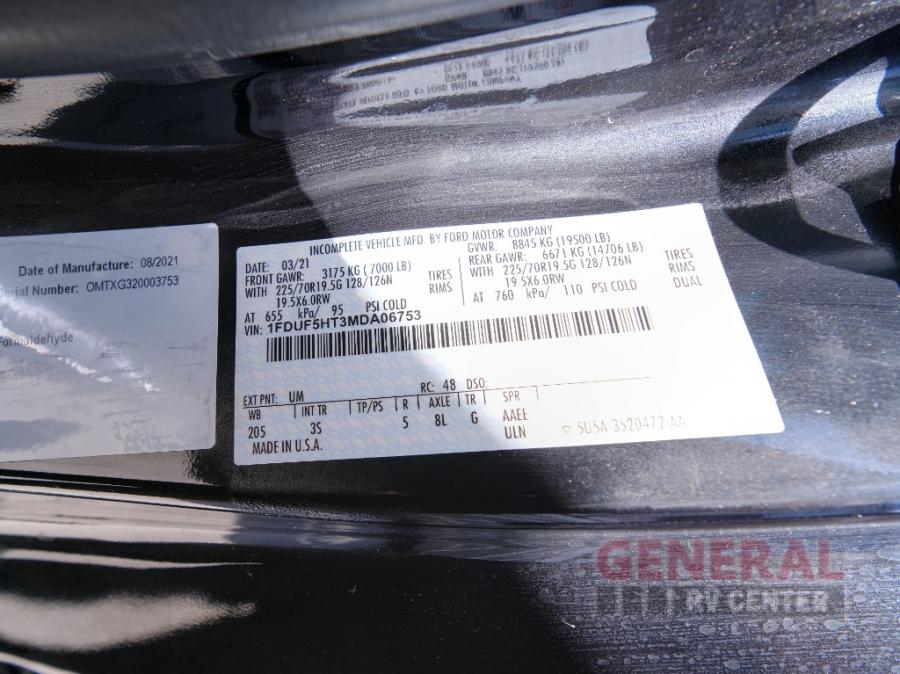 Date of Manufacture: 08/2021
Serial Number: OMTXG320003753
Formaldehyde
INCOMPLETE VEHICLE MFD BY FORD MOTOR COMPANY
DATE: 03/21 GVWR: 8845 KG (19500 LB)
FRONT GAWR: 3175 KG (7000 LB) REAR GAWR: 6671 KG (14706 LB)
WITH 225/70R19.5G 128/126N TIRES WITH 225/70R19.5G 128/126N TIRES
19.5X6.0RW RIMS 19.5X6.0RW RIMS
AT 655 kPa/ 95 PSI COLD AT 760 kPa/ 110 PSI COLD DUAL
VIN: 1FDUF5HT3MDA06753
EXT PNT: UM RC: 48 DSO:
WB INT TR TP/PS R AXLE TR SPR
205 3S 5 8L G AAEE
MADE IN U.S.A. ULN ▽ 5U5A-3520472-AA
GENERAL
RV CENTER